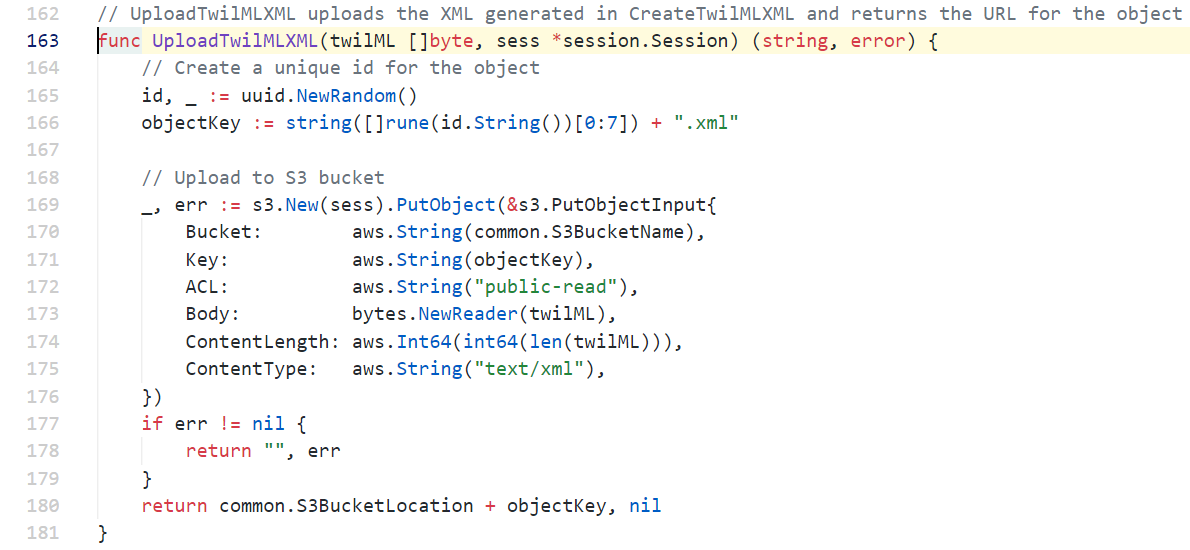 162 // UploadTwilMLXML uploads the XML generated in CreateTwilMLXML and returns the URL for the object
163 func UploadTwilMLXML(twilML []byte, sess *session.Session) (string, error) {
164     // Create a unique id for the object
165     id, _ := uuid.NewRandom()
166     objectKey := string([]rune(id.String())[0:7]) + ".xml"
167
168     // Upload to S3 bucket
169     _, err := s3.New(sess).PutObject(&s3.PutObjectInput{
170         Bucket:        aws.String(common.S3BucketName),
171         Key:           aws.String(objectKey),
172         ACL:           aws.String("public-read"),
173         Body:          bytes.NewReader(twilML),
174         ContentLength: aws.Int64(int64(len(twilML))),
175         ContentType:   aws.String("text/xml"),
176     })
177     if err != nil {
178         return "", err
179     }
180     return common.S3BucketLocation + objectKey, nil
181 }